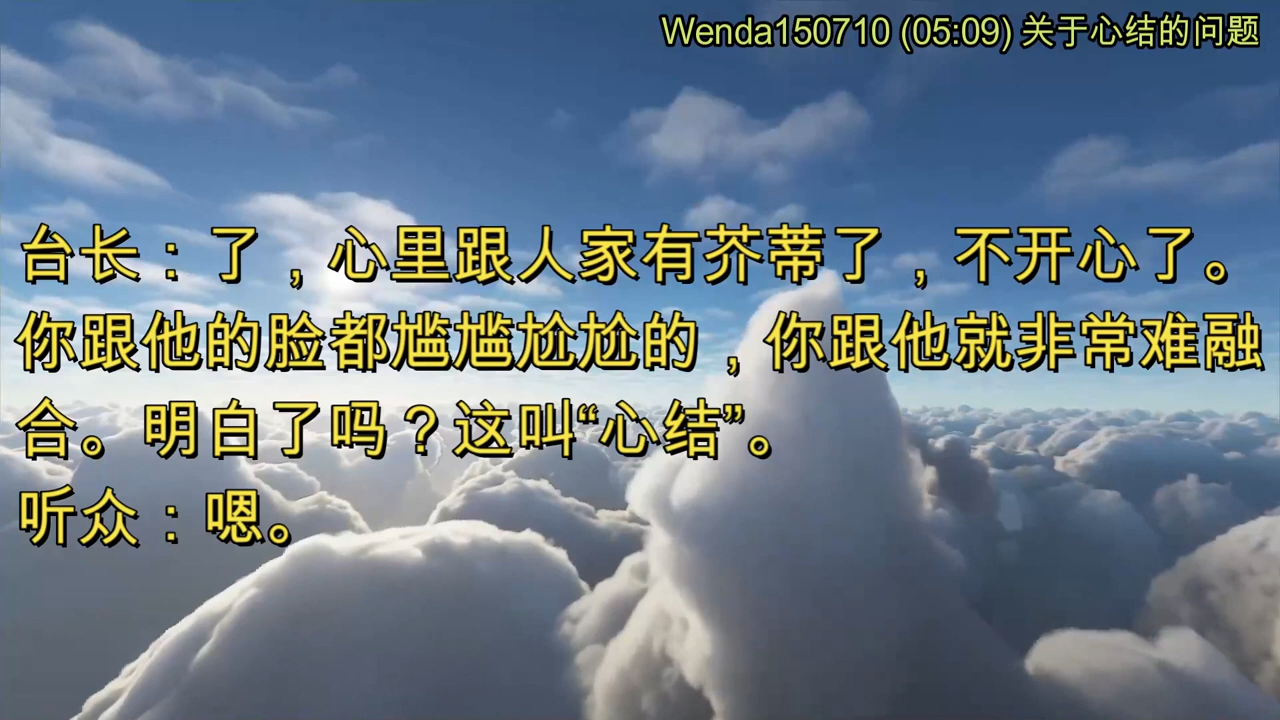 Wenda150710 (05:09) 关于心结的问题
台长：了，心里跟人家有芥蒂了，不开心了。
你跟他的脸都尴尴尬尬的，你跟他就非常难融
合。明白了吗？这叫“心结”。
听众：嗯。